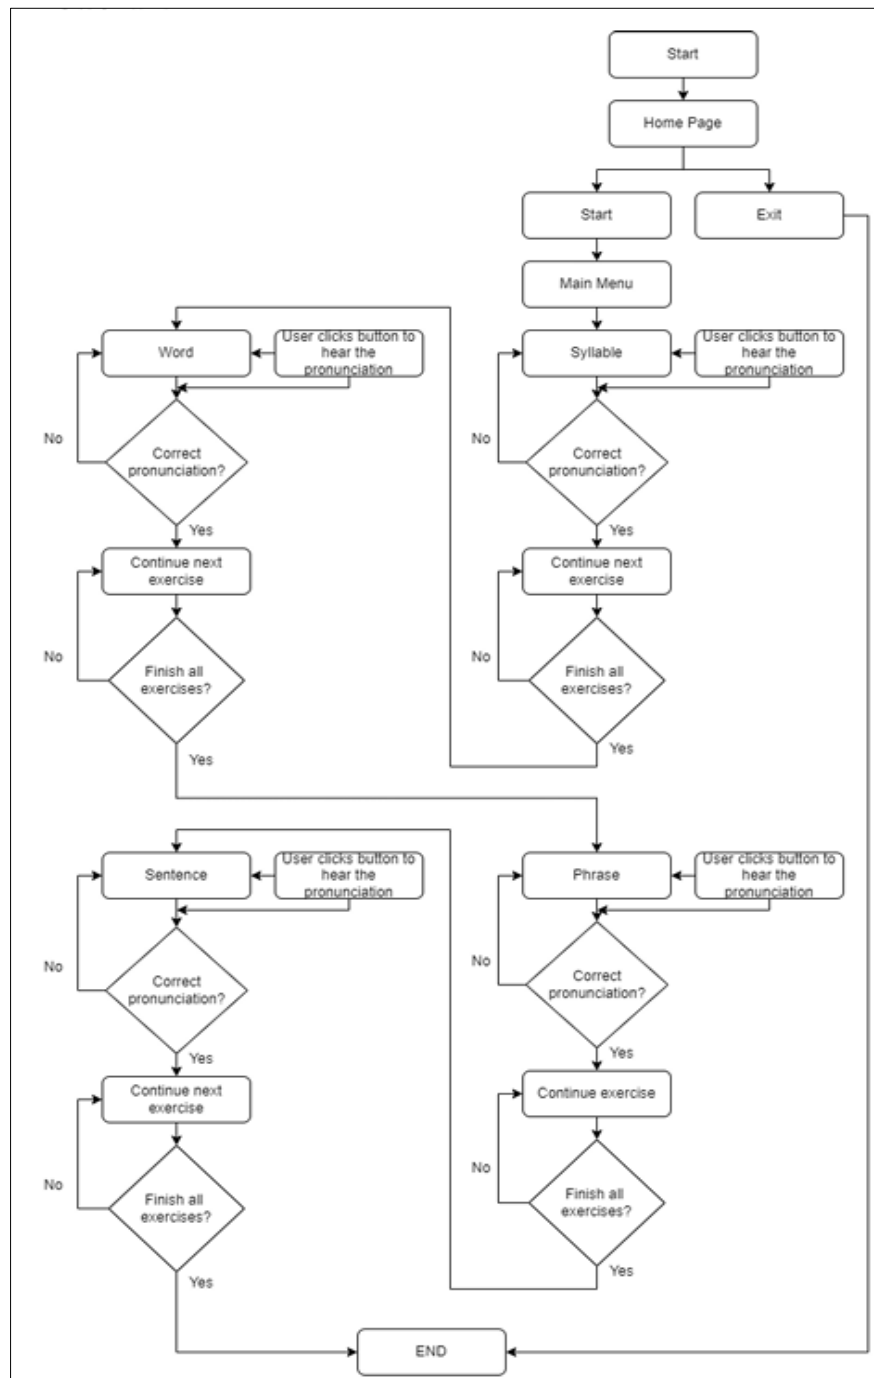 Start
Home Page
Start
Exit
Main Menu
Word
User clicks button to
hear the
pronunciation
Syllable
User clicks button to
hear the
pronunciation
No
Correct
pronunciation?
No
Correct
pronunciation?
Yes
Yes
Continue next
exercise
Continue next
exercise
No
Finish all
exercises?
No
Finish all
exercises?
Yes
Yes
Sentence
User clicks button to
hear the
pronunciation
Phrase
User clicks button to
hear the
pronunciation
No
Correct
pronunciation?
No
Correct
pronunciation?
Yes
Yes
Continue next
exercise
Continue exercise
No
Finish all
exercises?
No
Finish all
exercises?
Yes
Yes
END